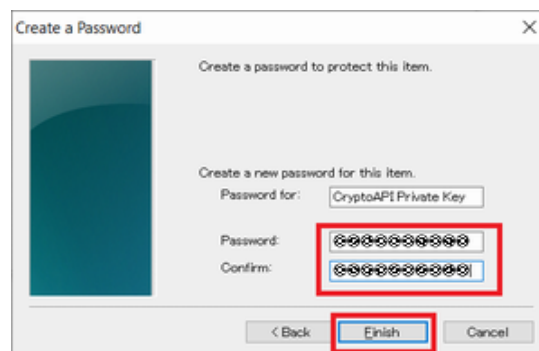 Create a Password
Create a password to protect this item.
Create a new password for this item.
Password for: CryptoAPI Private Key
Password:
Confirm:
< Back Finish Cancel